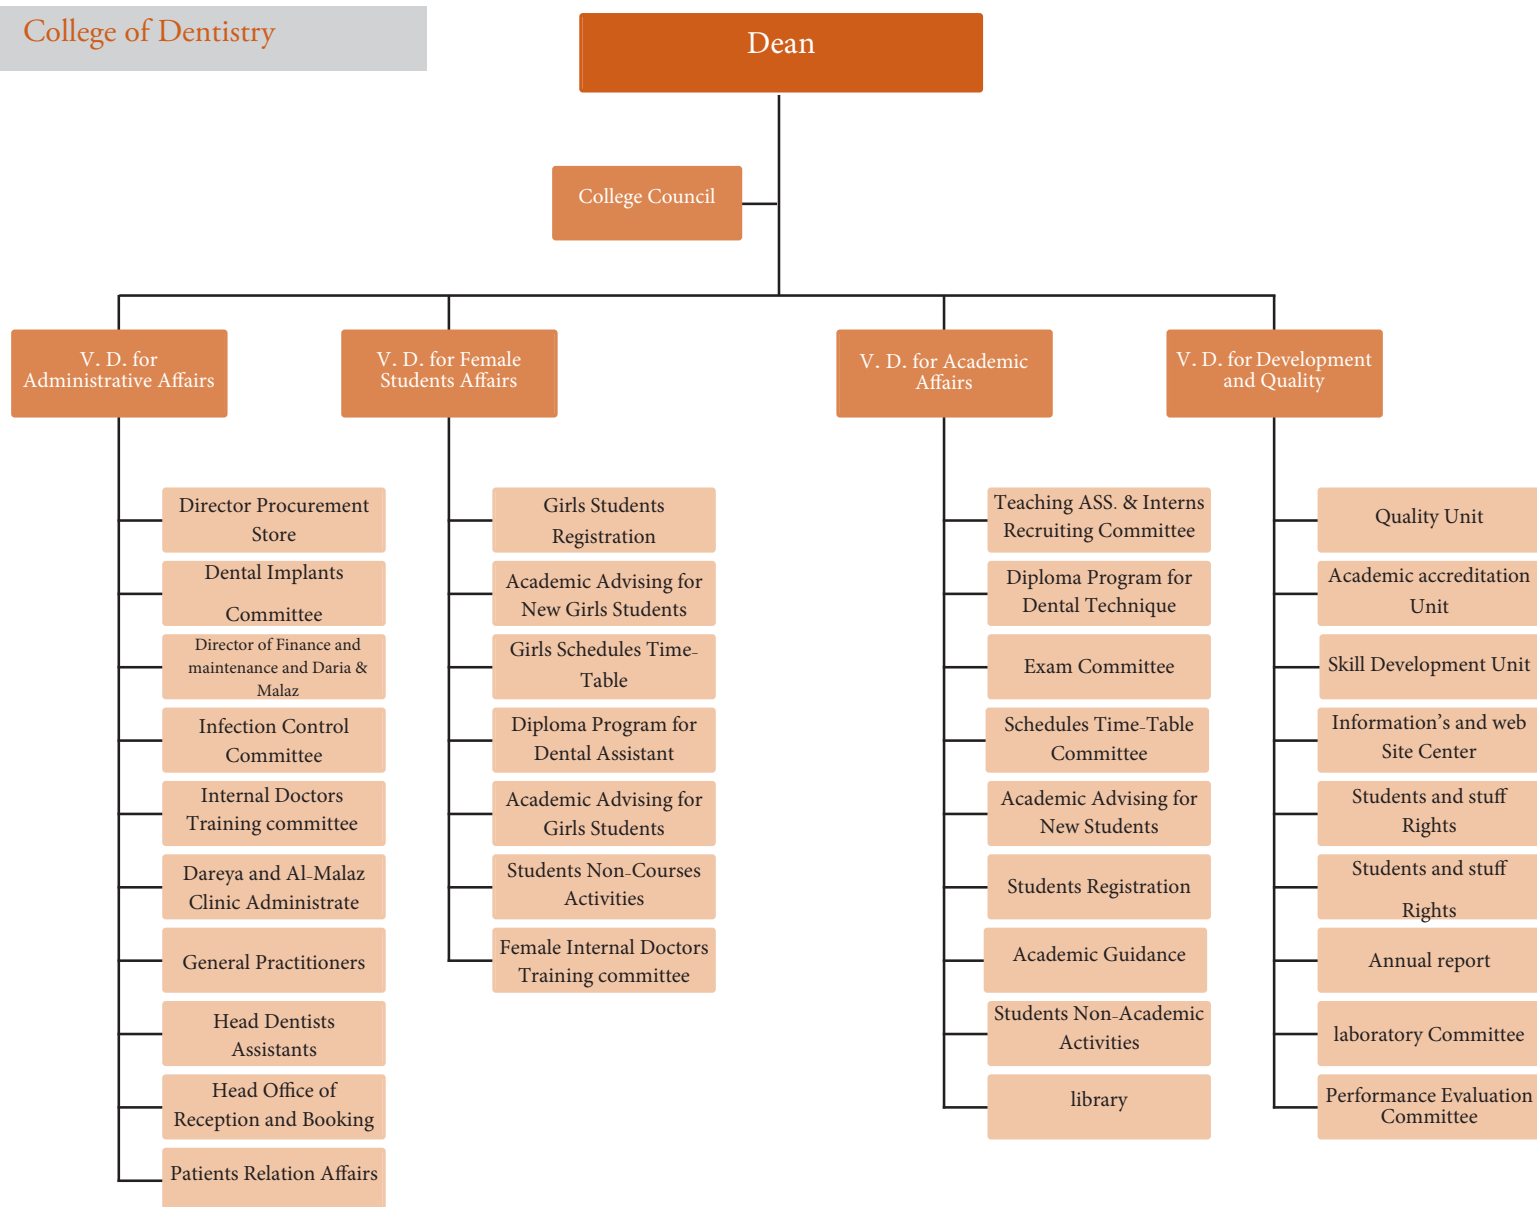 College of Dentistry
Dean
College Council
V. D. for
Administrative Affairs
V. D. for Female
Students Affairs
V. D. for Academic
Affairs
V. D. for Development
and Quality
Director Procurement
Store
Dental Implants
Committee
Director of Finance and
maintenance and Daria &
Malaz
Infection Control
Committee
Internal Doctors
Training committee
Dareya and Al-Malaz
Clinic Administrate
General Practitioners
Head Dentists
Assistants
Head Office of
Reception and Booking
Patients Relation Affairs
Girls Students
Registration
Academic Advising for
New Girls Students
Girls Schedules Time-
Table
Diploma Program for
Dental Assistant
Academic Advising for
Girls Students
Students Non-Courses
Activities
Female Internal Doctors
Training committee
Teaching ASS. & Interns
Recruiting Committee
Diploma Program for
Dental Technique
Exam Committee
Schedules Time-Table
Committee
Academic Advising for
New Students
Students Registration
Academic Guidance
Students Non-Academic
Activities
library
Quality Unit
Academic accreditation
Unit
Skill Development Unit
Information's and web
Site Center
Students and stuff
Rights
Students and stuff
Rights
Annual report
laboratory Committee
Performance Evaluation
Committee